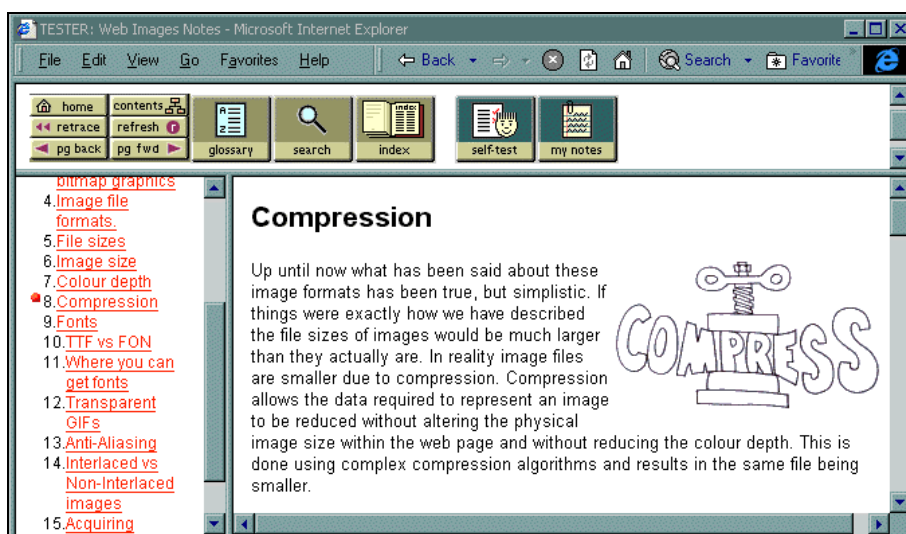 TESTER: Web Images Notes - Microsoft Internet Explorer
File Edit View Go Favorites Help Back Search Favorite
home contents
retrace refresh r
pg back pg fwd
A
Z
glossary search index
index
self-test my notes
bitmap graphics
4.Image file
formats.
5.File sizes
6.Image size
7.Colour depth
8.Compression
9.Fonts
10.TTF vs FON
11.Where you can
get fonts
12.Transparent
GIFs
13.Anti-Aliasing
14.Interlaced vs
Non-Interlaced
images
15.Acquiring
Compression
Up until now what has been said about these
image formats has been true, but simplistic. If
things were exactly how we have described
the file sizes of images would be much larger
than they actually are. In reality image files
are smaller due to compression. Compression
allows the data required to represent an image
to be reduced without altering the physical
image size within the web page and without reducing the colour depth. This is
done using complex compression algorithms and results in the same file being
smaller.
COMPRESS